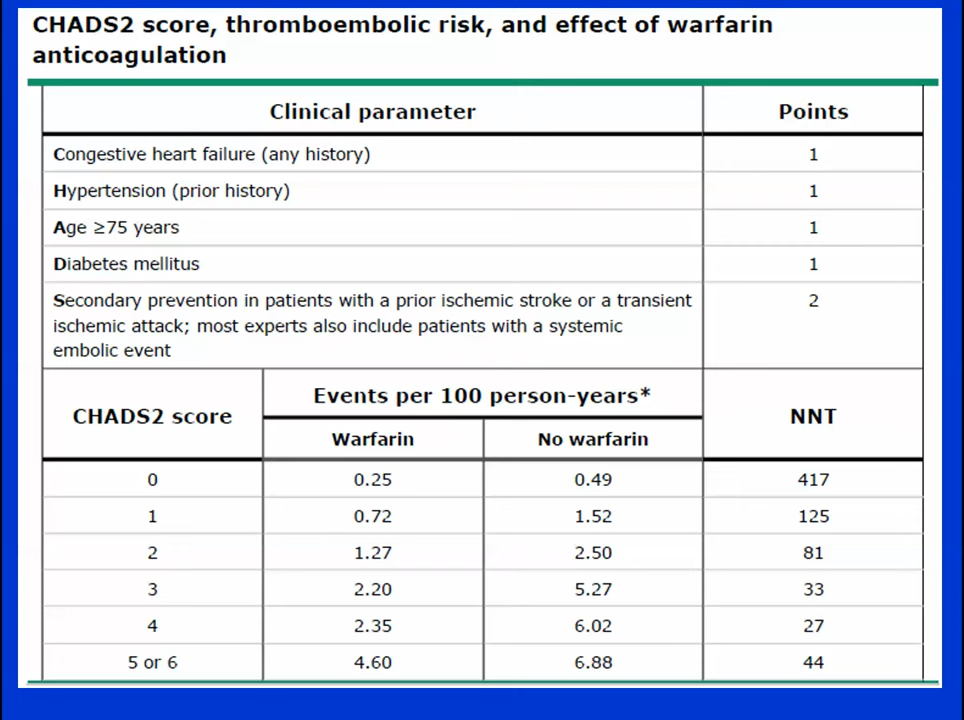 CHADS2 score, thromboembolic risk, and effect of warfarin
anticoagulation
Clinical parameter Points
Congestive heart failure (any history) 1
Hypertension (prior history) 1
Age ≥75 years 1
Diabetes mellitus 1
Secondary prevention in patients with a prior ischemic stroke or a transient 2
ischemic attack; most experts also include patients with a systemic
embolic event
CHADS2 score Events per 100 person-years* NNT
Warfarin No warfarin
0 0.25 0.49 417
1 0.72 1.52 125
2 1.27 2.50 81
3 2.20 5.27 33
4 2.35 6.02 27
5 or 6 4.60 6.88 44